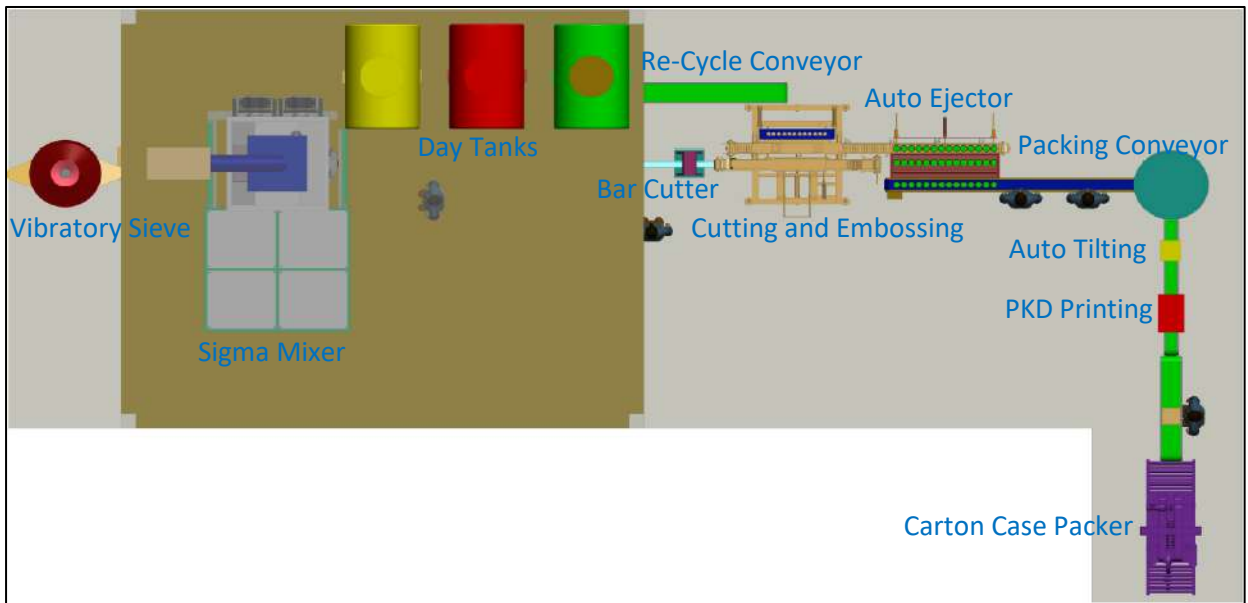 Re-Cycle Conveyor
Auto Ejector
Day Tanks
Packing Conveyor
Bar Cutter
Vibratory Sieve
Cutting and Embossing
Auto Tilting
PKD Printing
Sigma Mixer
Carton Case Packer